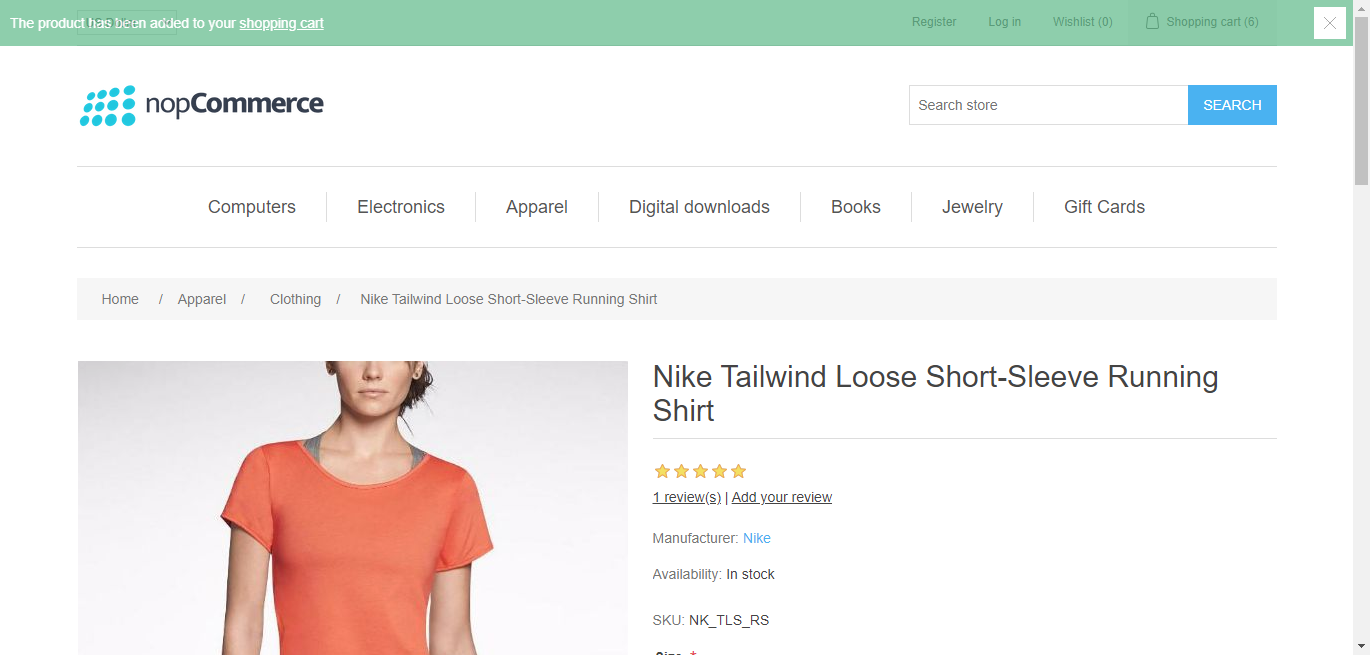 The product has been added to your shopping cart
Register
Log in
Wishlist (0)
Shopping cart (6)
nopCommerce
Search store
SEARCH
Computers
Electronics
Apparel
Digital downloads
Books
Jewelry
Gift Cards
Home / Apparel / Clothing / Nike Tailwind Loose Short-Sleeve Running Shirt
Nike Tailwind Loose Short-Sleeve Running
Shirt
1 review(s) | Add your review
Manufacturer: Nike
Availability: In stock
SKU: NK_TLS_RS
Size *